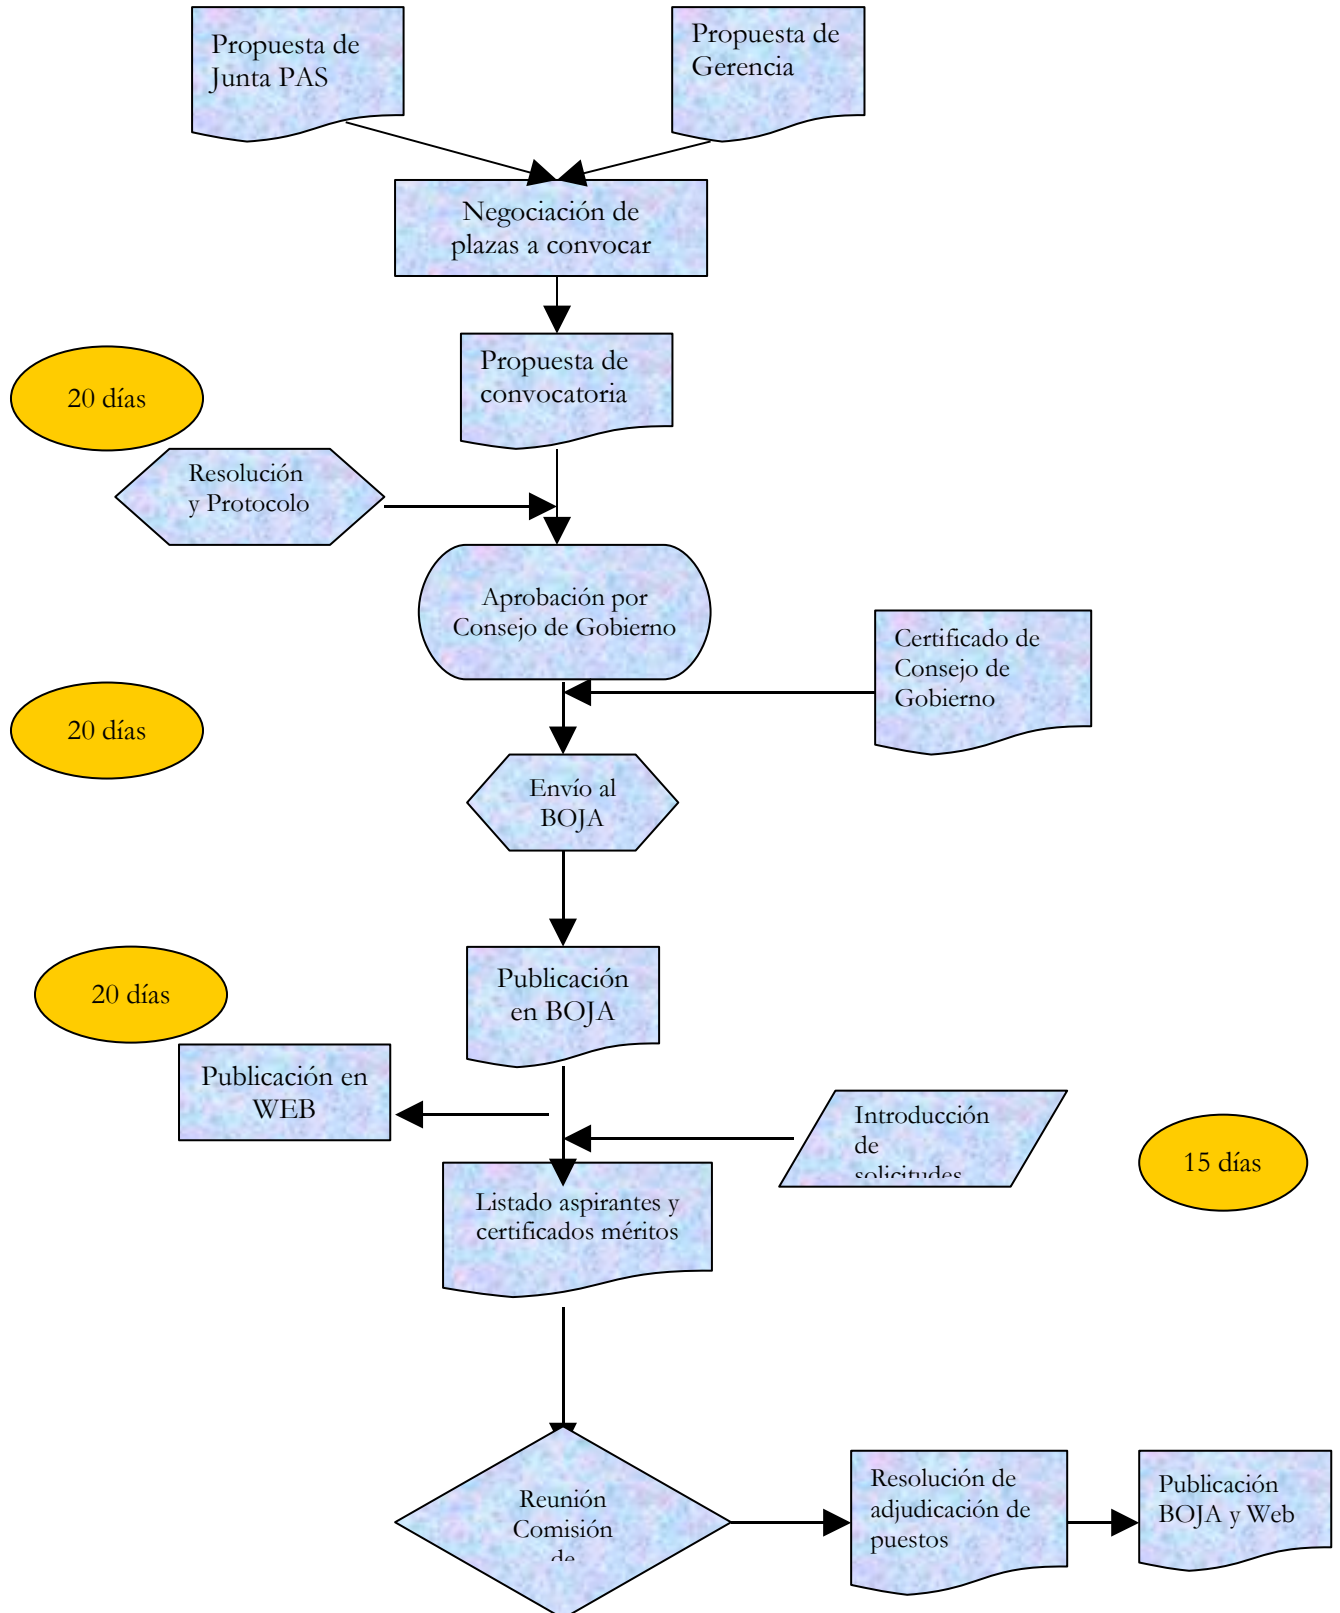 Propuesta de
Junta PAS
Propuesta de
Gerencia
Negociación de
plazas a convocar
Propuesta de
convocatoria
20 días
Resolución
y Protocolo
Aprobación por
Consejo de Gobierno
Certificado de
Consejo de
Gobierno
20 días
Envío al
BOJA
Publicación
en BOJA
20 días
Publicación en
WEB
Introducción
de
solicitudes
15 días
Listado aspirantes y
certificados méritos
Reunión
Comisión
de
Resolución de
adjudicación de
puestos
Publicación
BOJA y Web